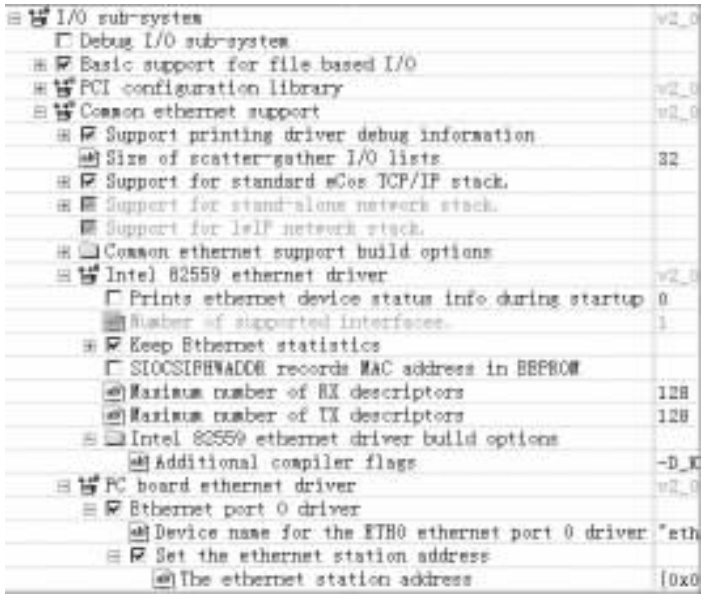 I/O sub-system v2_0
Debug I/O sub-system
Basic support for file based I/O
PCI configuration library v2_0
Common ethernet support v2_0
Support printing driver debug information
Size of scatter-gather I/O lists 32
Support for standard eCos TCP/IP stack.
Support for stand-alone network stack.
Support for lwIP network stack.
Common ethernet support build options
Intel 82559 ethernet driver v2_0
Prints ethernet device status info during startup 0
Number of supported interfaces. 1
Keep Ethernet statistics
SIOCSIFHWADDR records MAC address in EEPROM
Maximum number of RX descriptors 128
Maximum number of TX descriptors 128
Intel 82559 ethernet driver build options
Additional compiler flags -D_K
PC board ethernet driver v2_0
Ethernet port 0 driver
Device name for the ETH0 ethernet port 0 driver "eth
Set the ethernet station address
The ethernet station address {0x0